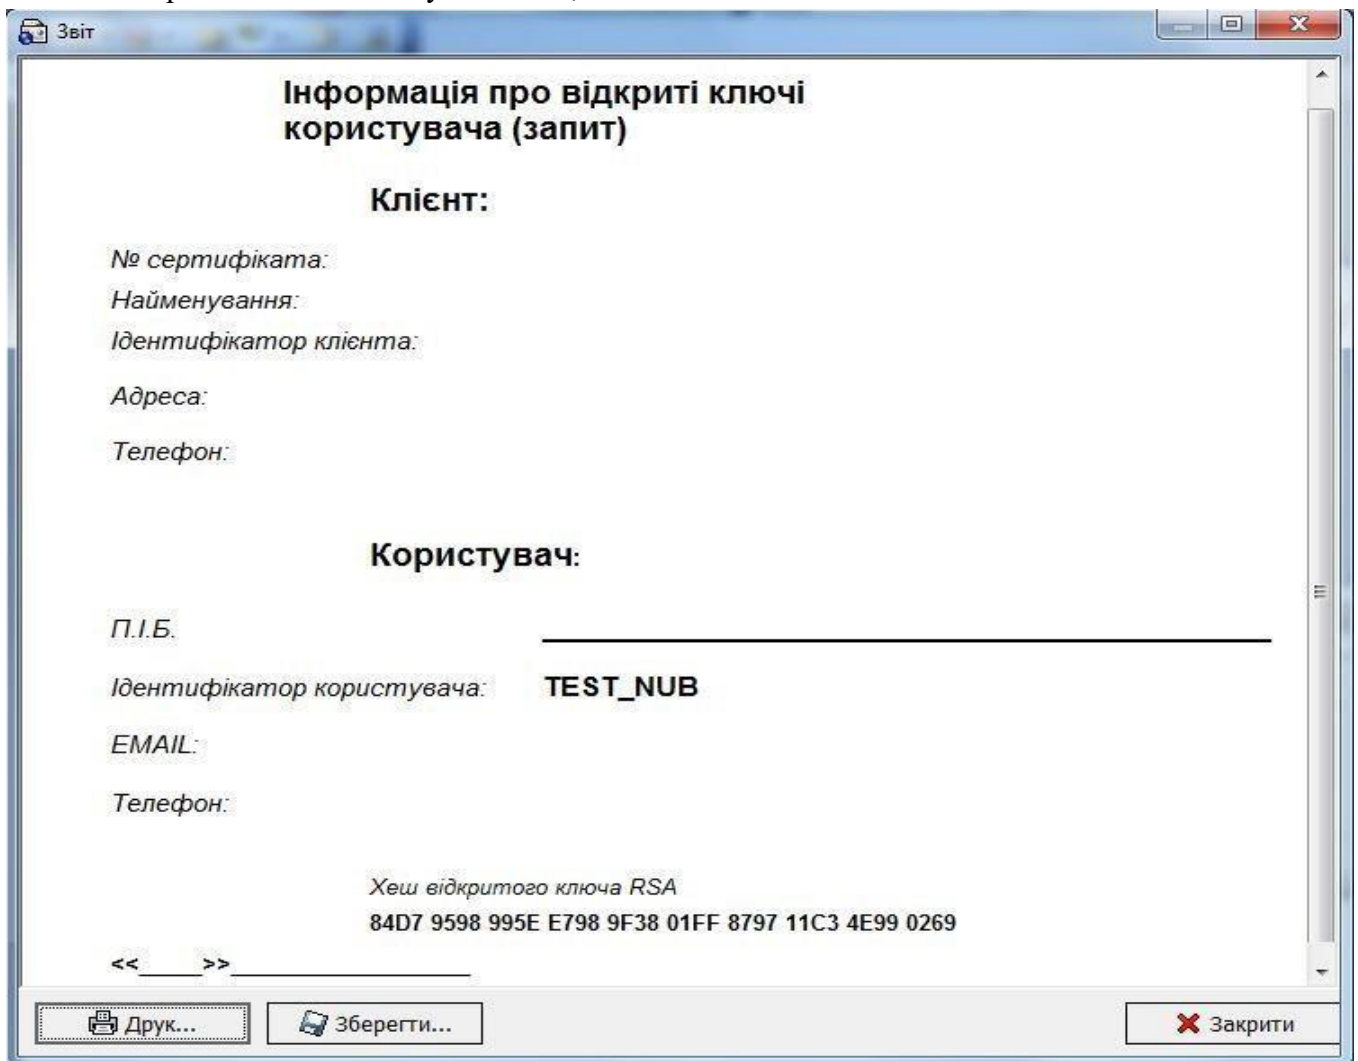 Звіт
Інформація про відкриті ключі
користувача (запит)
Клієнт:
№ сертифіката:
Найменування:
Ідентифікатор клієнта:
Адреса:
Телефон:
Користувач:
П.І.Б.
Ідентифікатор користувача: TEST_NUB
EMAIL:
Телефон:
Хеш відкритого ключа RSA
84D7 9598 995E E798 9F38 01FF 8797 11C3 4E99 0269
<<____>>_______________
Друк... Зберегти... Закрити